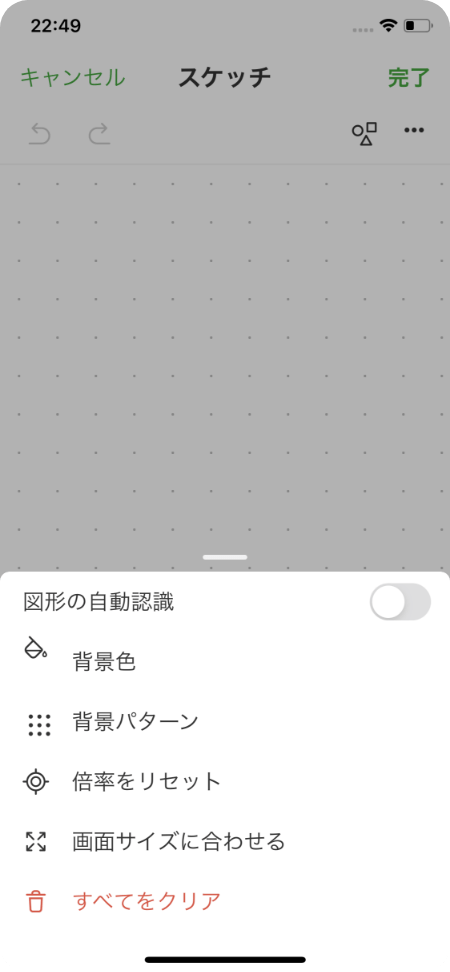 22:49
キャンセル スケッチ 完了
図形の自動認識
背景色
背景パターン
倍率をリセット
画面サイズに合わせる
すべてをクリア